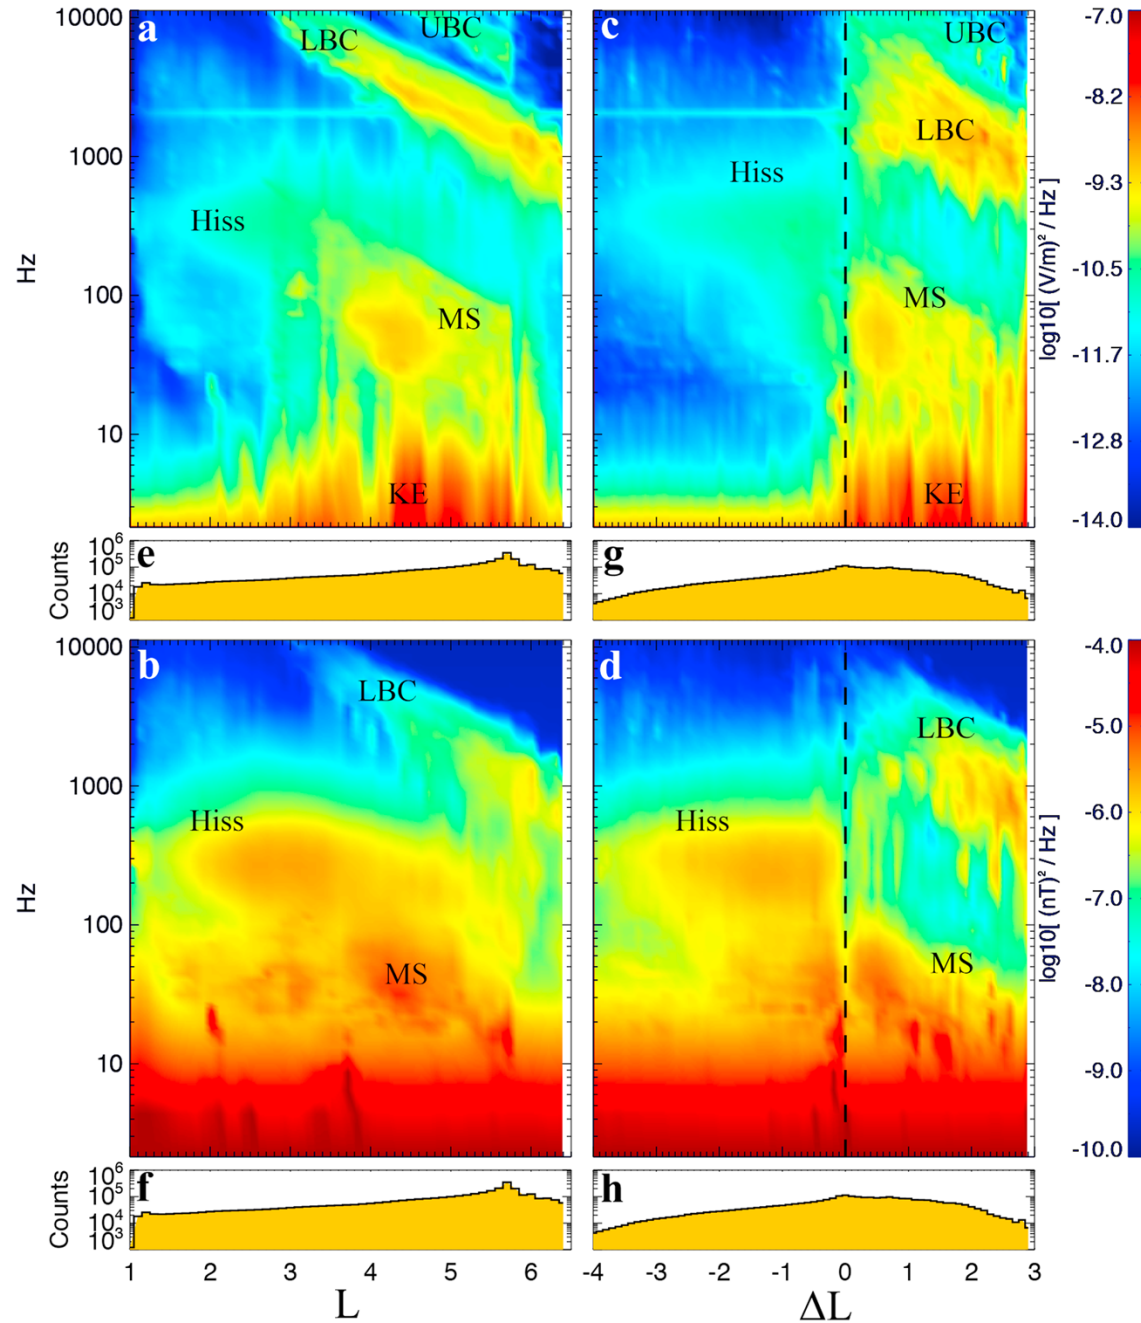 10000
1000
100
10
Hz
a
LBC
UBC
Hiss
MS
KE
c
UBC
LBC
Hiss
MS
KE
-7.0
-8.2
-9.3
-10.5
-11.7
-12.8
-14.0
log10[ (V/m)² / Hz ]
10⁶
10⁵
10⁴
10³
Counts
e
g
10000
1000
100
10
Hz
b
LBC
Hiss
MS
d
LBC
Hiss
MS
-4.0
-5.0
-6.0
-7.0
-8.0
-9.0
-10.0
log10[ (nT)² / Hz ]
10⁶
10⁵
10⁴
10³
Counts
f
h
1 2 3 4 5 6
-4 -3 -2 -1 0 1 2 3
L
ΔL